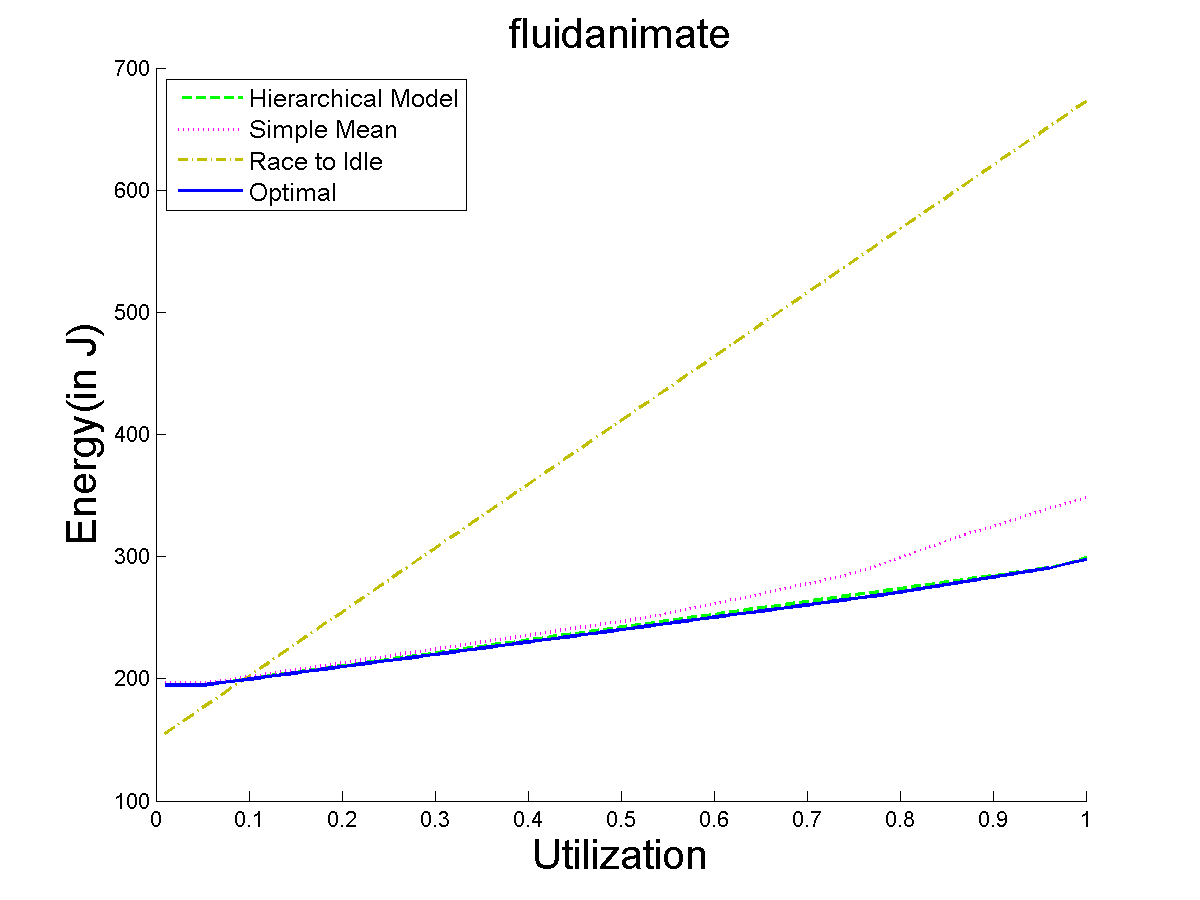 fluidanimate
700
600
500
400
300
200
100
Energy(in J)
Hierarchical Model
Simple Mean
Race to Idle
Optimal
0
0.1
0.2
0.3
0.4
0.5
0.6
0.7
0.8
0.9
1
Utilization